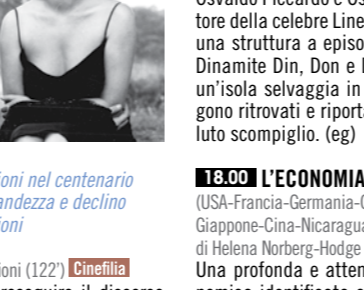 Osvaldo Piccardo e Os
tore della celebre Line
una struttura a episo
Dinamite Din, Don e
un'isola selvaggia in
gono ritrovati e riport
luto scompiglio. (eg)
ioni nel centenario
andezza e declino
ioni
ioni (122') Cinefilia
18.00 L'ECONOMIA
(USA-Francia-Germania-
Giappone-Cina-Nicaragua
di Helena Norberg-Hodge
Una profonda e atten